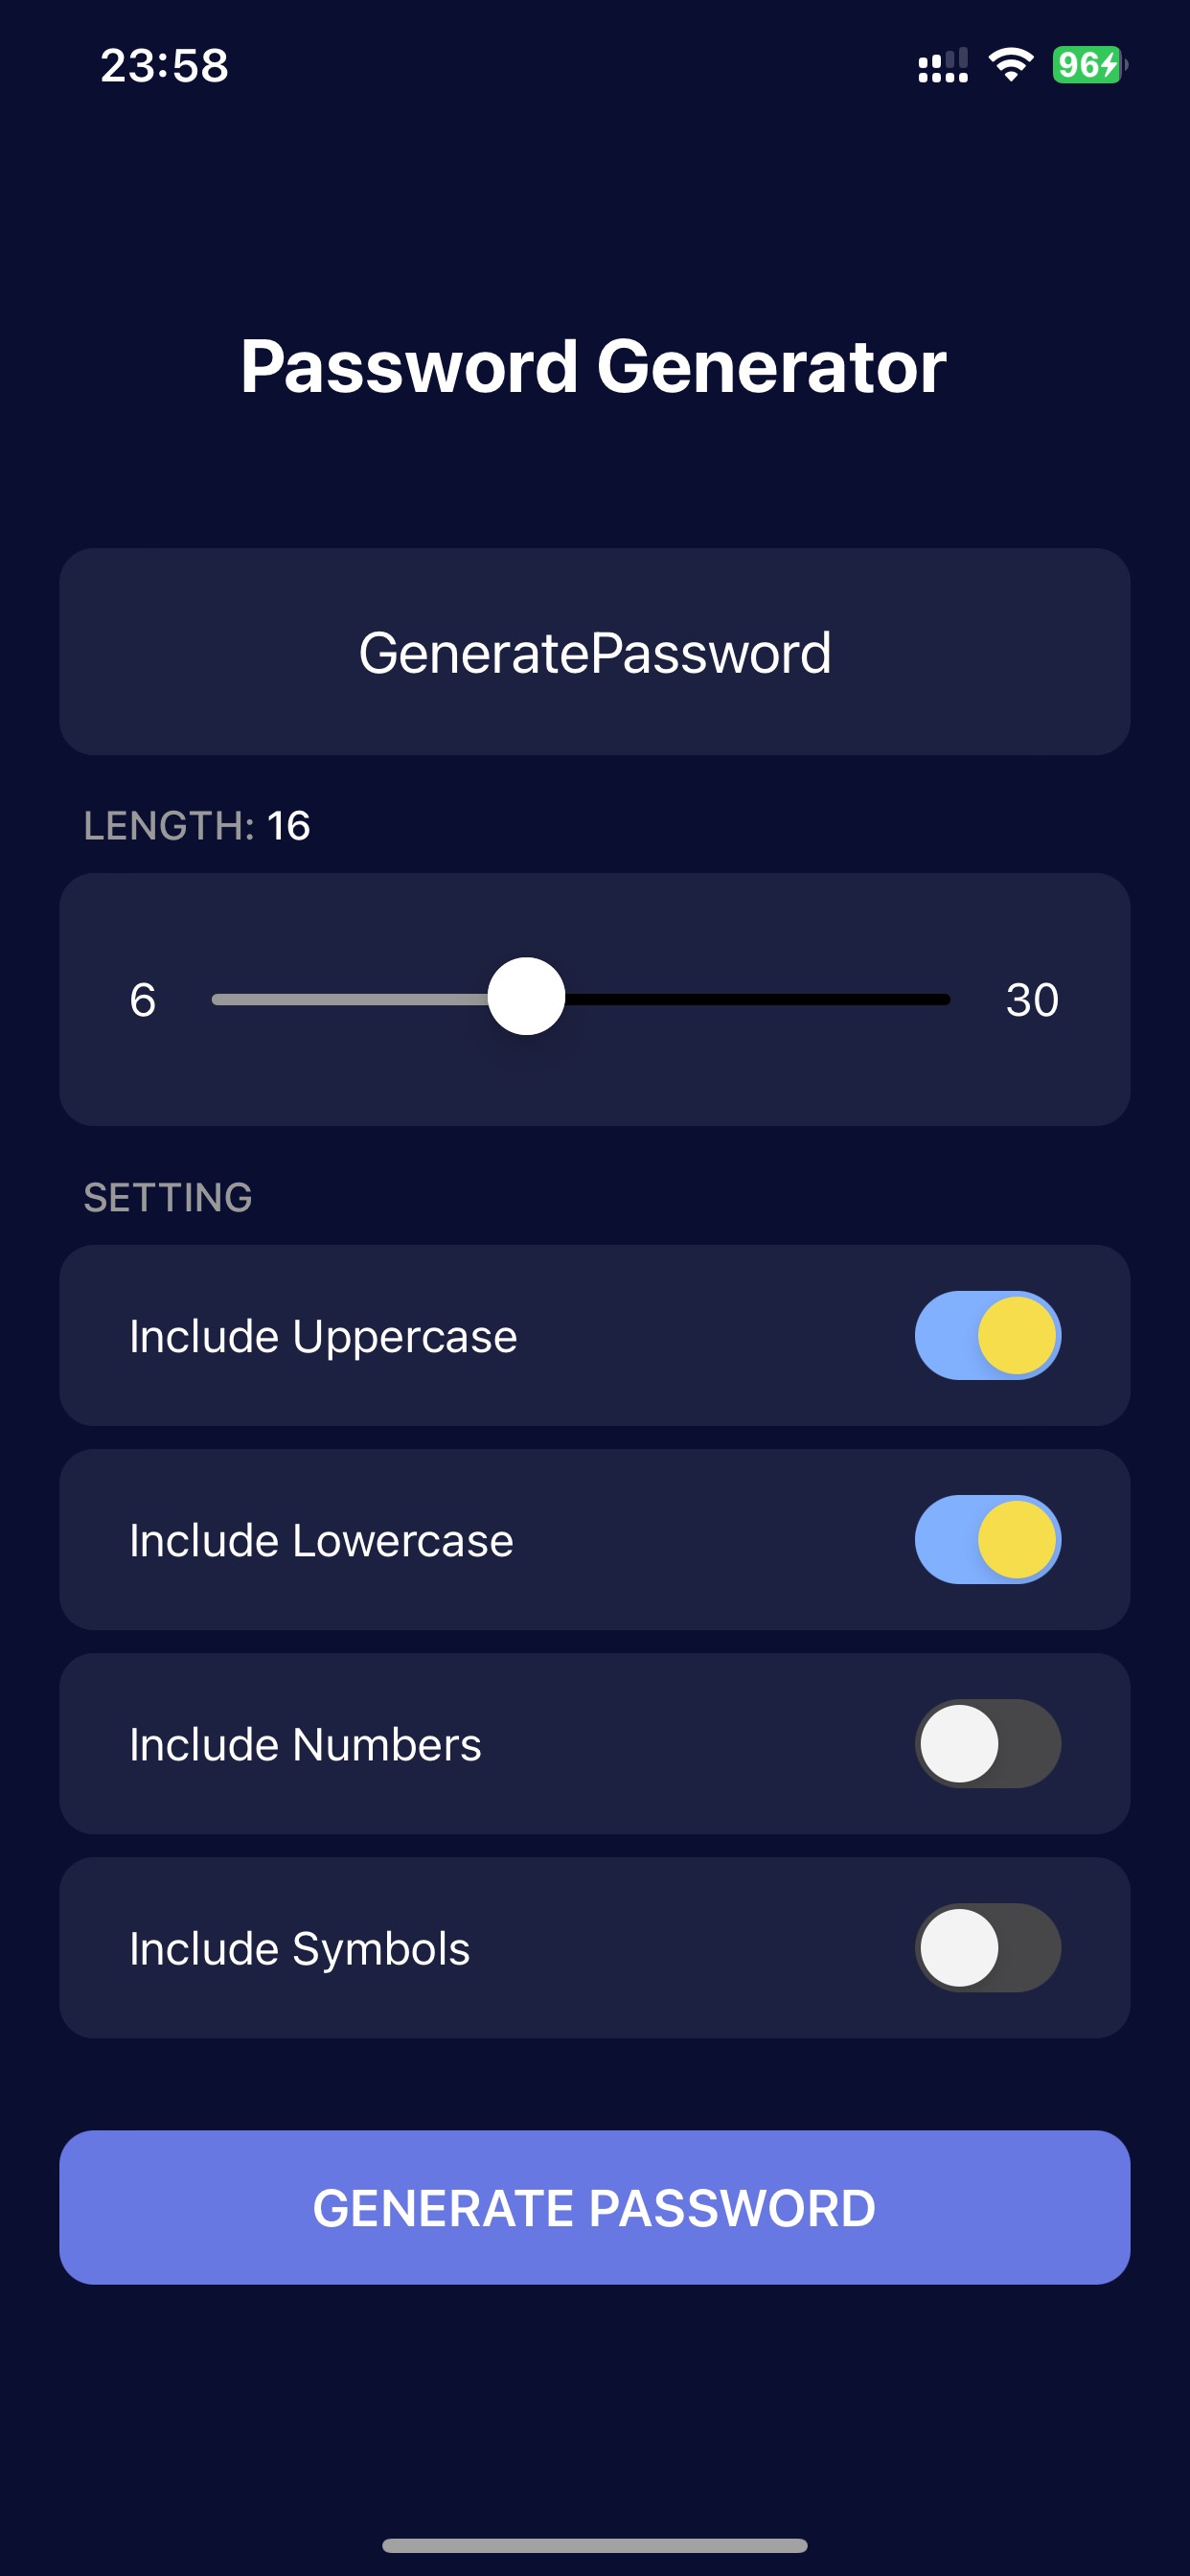 23:58
96
Password Generator
GeneratePassword
LENGTH: 16
6 30
SETTING
Include Uppercase
Include Lowercase
Include Numbers
Include Symbols
GENERATE PASSWORD